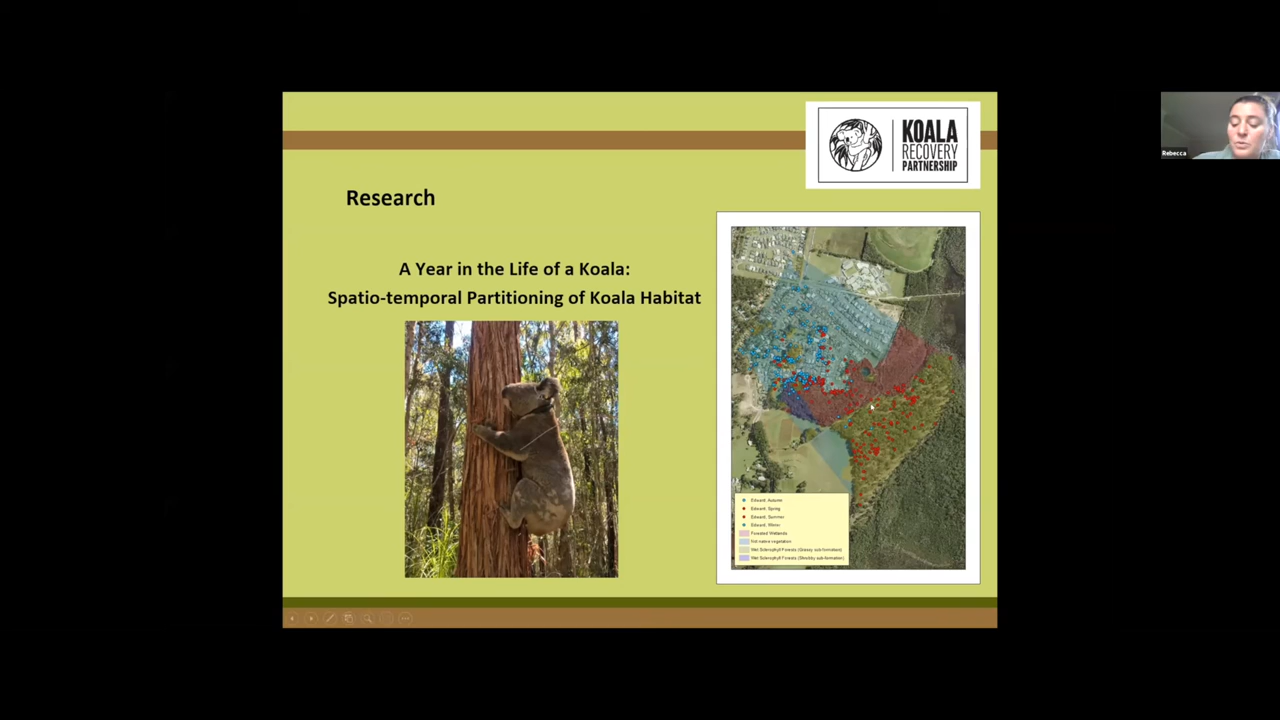 KOALA
RECOVERY
PARTNERSHIP
Rebecca
Research
A Year in the Life of a Koala:
Spatio-temporal Partitioning of Koala Habitat
Edward, Autumn
Edward, Spring
Edward, Summer
Edward, Winter
Forested Wetlands
Not native vegetation
Wet Sclerophyll Forests (Grassy sub-formation)
Wet Sclerophyll Forests (Shrubby sub-formation)